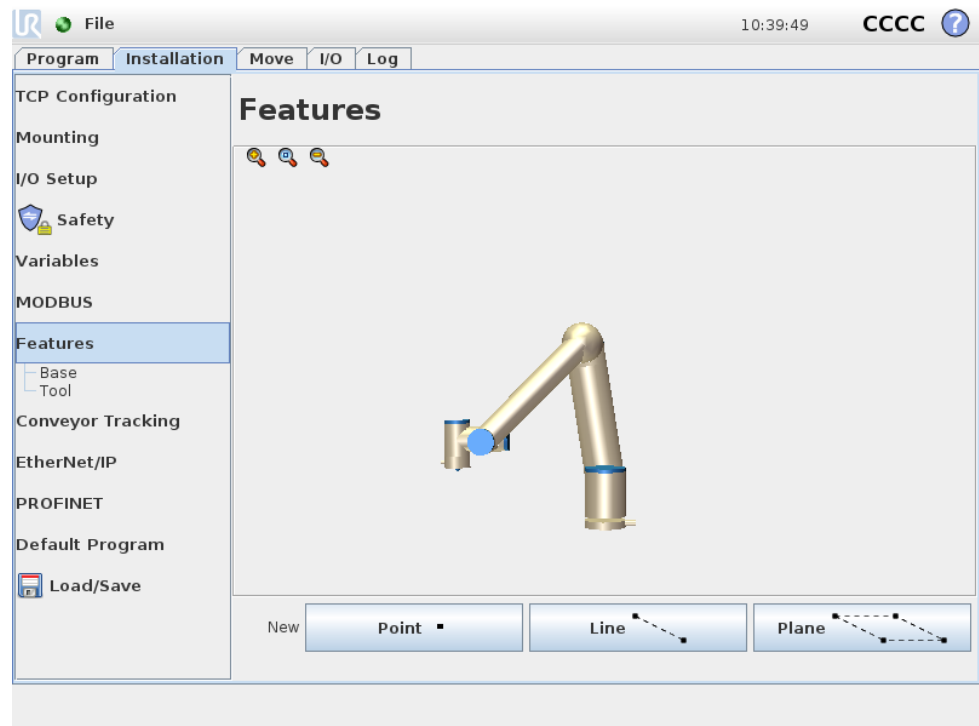 UR File 10:39:49 CCCC ?
Program Installation Move I/O Log
TCP Configuration
Features
Mounting
I/O Setup
Safety
Variables
MODBUS
Features
Base
Tool
Conveyor Tracking
EtherNet/IP
PROFINET
Default Program
Load/Save
New Point Line Plane